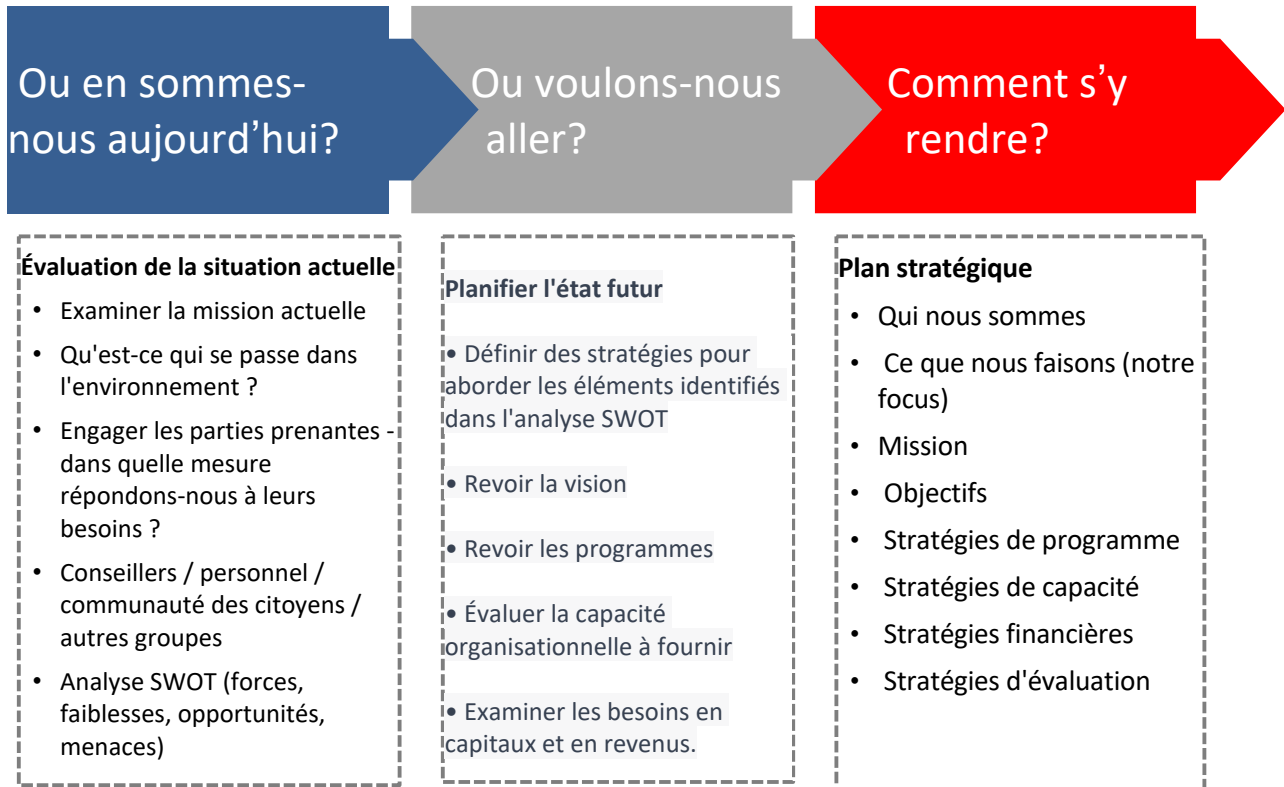 Ou en sommes-
nous aujourd’hui?
Ou voulons-nous
aller?
Comment s’y
rendre?
Évaluation de la situation actuelle
• Examiner la mission actuelle
• Qu'est-ce qui se passe dans
l'environnement ?
• Engager les parties prenantes -
dans quelle mesure
répondons-nous à leurs
besoins ?
• Conseillers / personnel /
communauté des citoyens /
autres groupes
• Analyse SWOT (forces,
faiblesses, opportunités,
menaces)
Planifier l'état futur
• Définir des stratégies pour
aborder les éléments identifiés
dans l'analyse SWOT
• Revoir la vision
• Revoir les programmes
• Évaluer la capacité
organisationnelle à fournir
• Examiner les besoins en
capitaux et en revenus.
Plan stratégique
• Qui nous sommes
• Ce que nous faisons (notre
focus)
• Mission
• Objectifs
• Stratégies de programme
• Stratégies de capacité
• Stratégies financières
• Stratégies d'évaluation